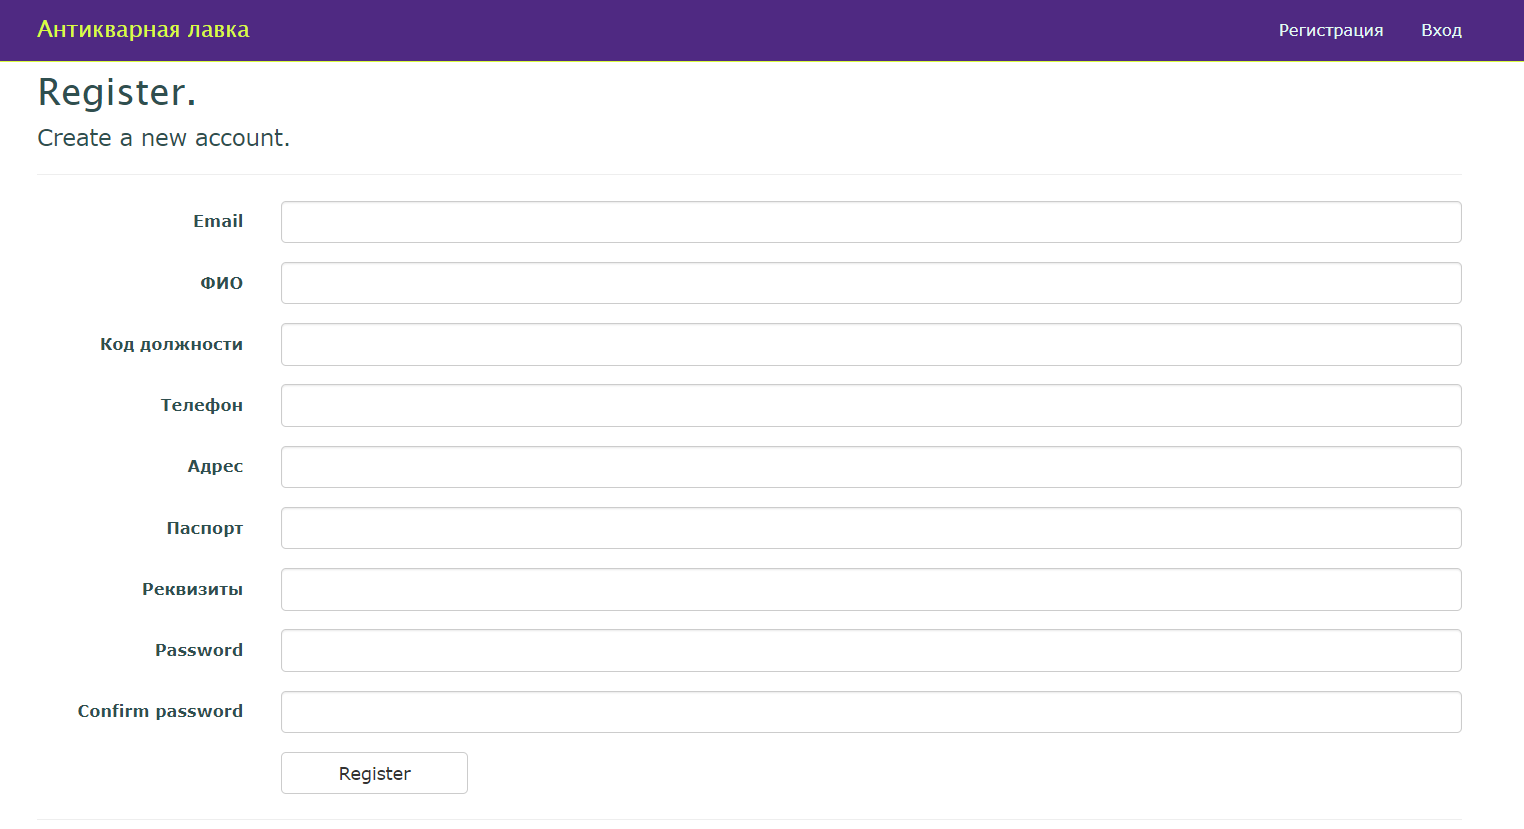 Антикварная лавка
Регистрация
Вход
Register.
Create a new account.
Email
ФИО
Код должности
Телефон
Адрес
Паспорт
Реквизиты
Password
Confirm password
Register